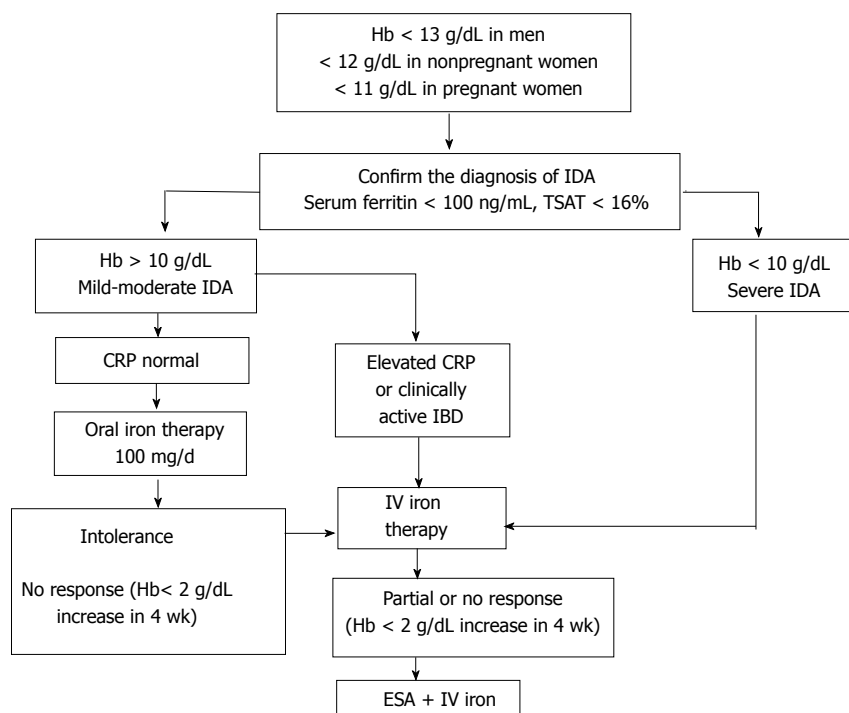 Hb < 13 g/dL in men
< 12 g/dL in nonpregnant women
< 11 g/dL in pregnant women
Confirm the diagnosis of IDA
Serum ferritin < 100 ng/mL, TSAT < 16%
Hb > 10 g/dL
Mild-moderate IDA
Hb < 10 g/dL
Severe IDA
CRP normal
Elevated CRP
or clinically
active IBD
Oral iron therapy
100 mg/d
Intolerance
No response (Hb< 2 g/dL
increase in 4 wk)
IV iron
therapy
Partial or no response
(Hb < 2 g/dL increase in 4 wk)
ESA + IV iron